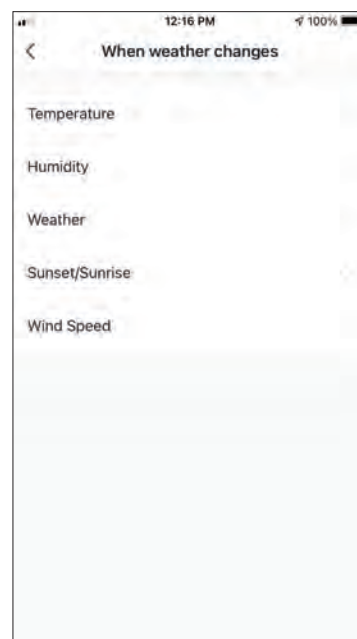 12:16 PM 100%
When weather changes
Temperature
Humidity
Weather
Sunset/Sunrise
Wind Speed